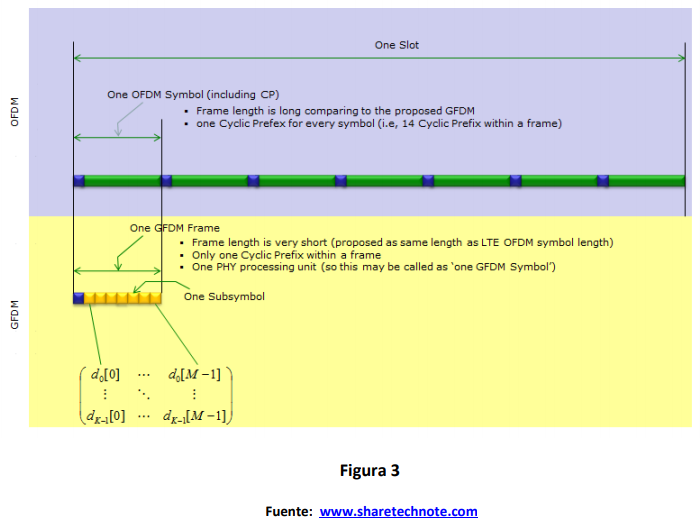 One Slot
OFDM
One OFDM Symbol (including CP)
▪ Frame length is long comparing to the proposed GFDM
▪ one Cyclic Prefex for every symbol (i.e, 14 Cyclic Prefix within a frame)
GFDM
One GFDM Frame
▪ Frame length is very short (proposed as same length as LTE OFDM symbol length)
▪ Only one Cyclic Prefix within a frame
▪ One PHY processing unit (so this may be called as 'one GFDM Symbol')
One Subsymbol
d₀[0] ⋯ d₀[M−1]
⋮ ⋱ ⋮
d_{K−1}[0] ⋯ d_{K−1}[M−1]
Figura 3
Fuente: www.sharetechnote.com